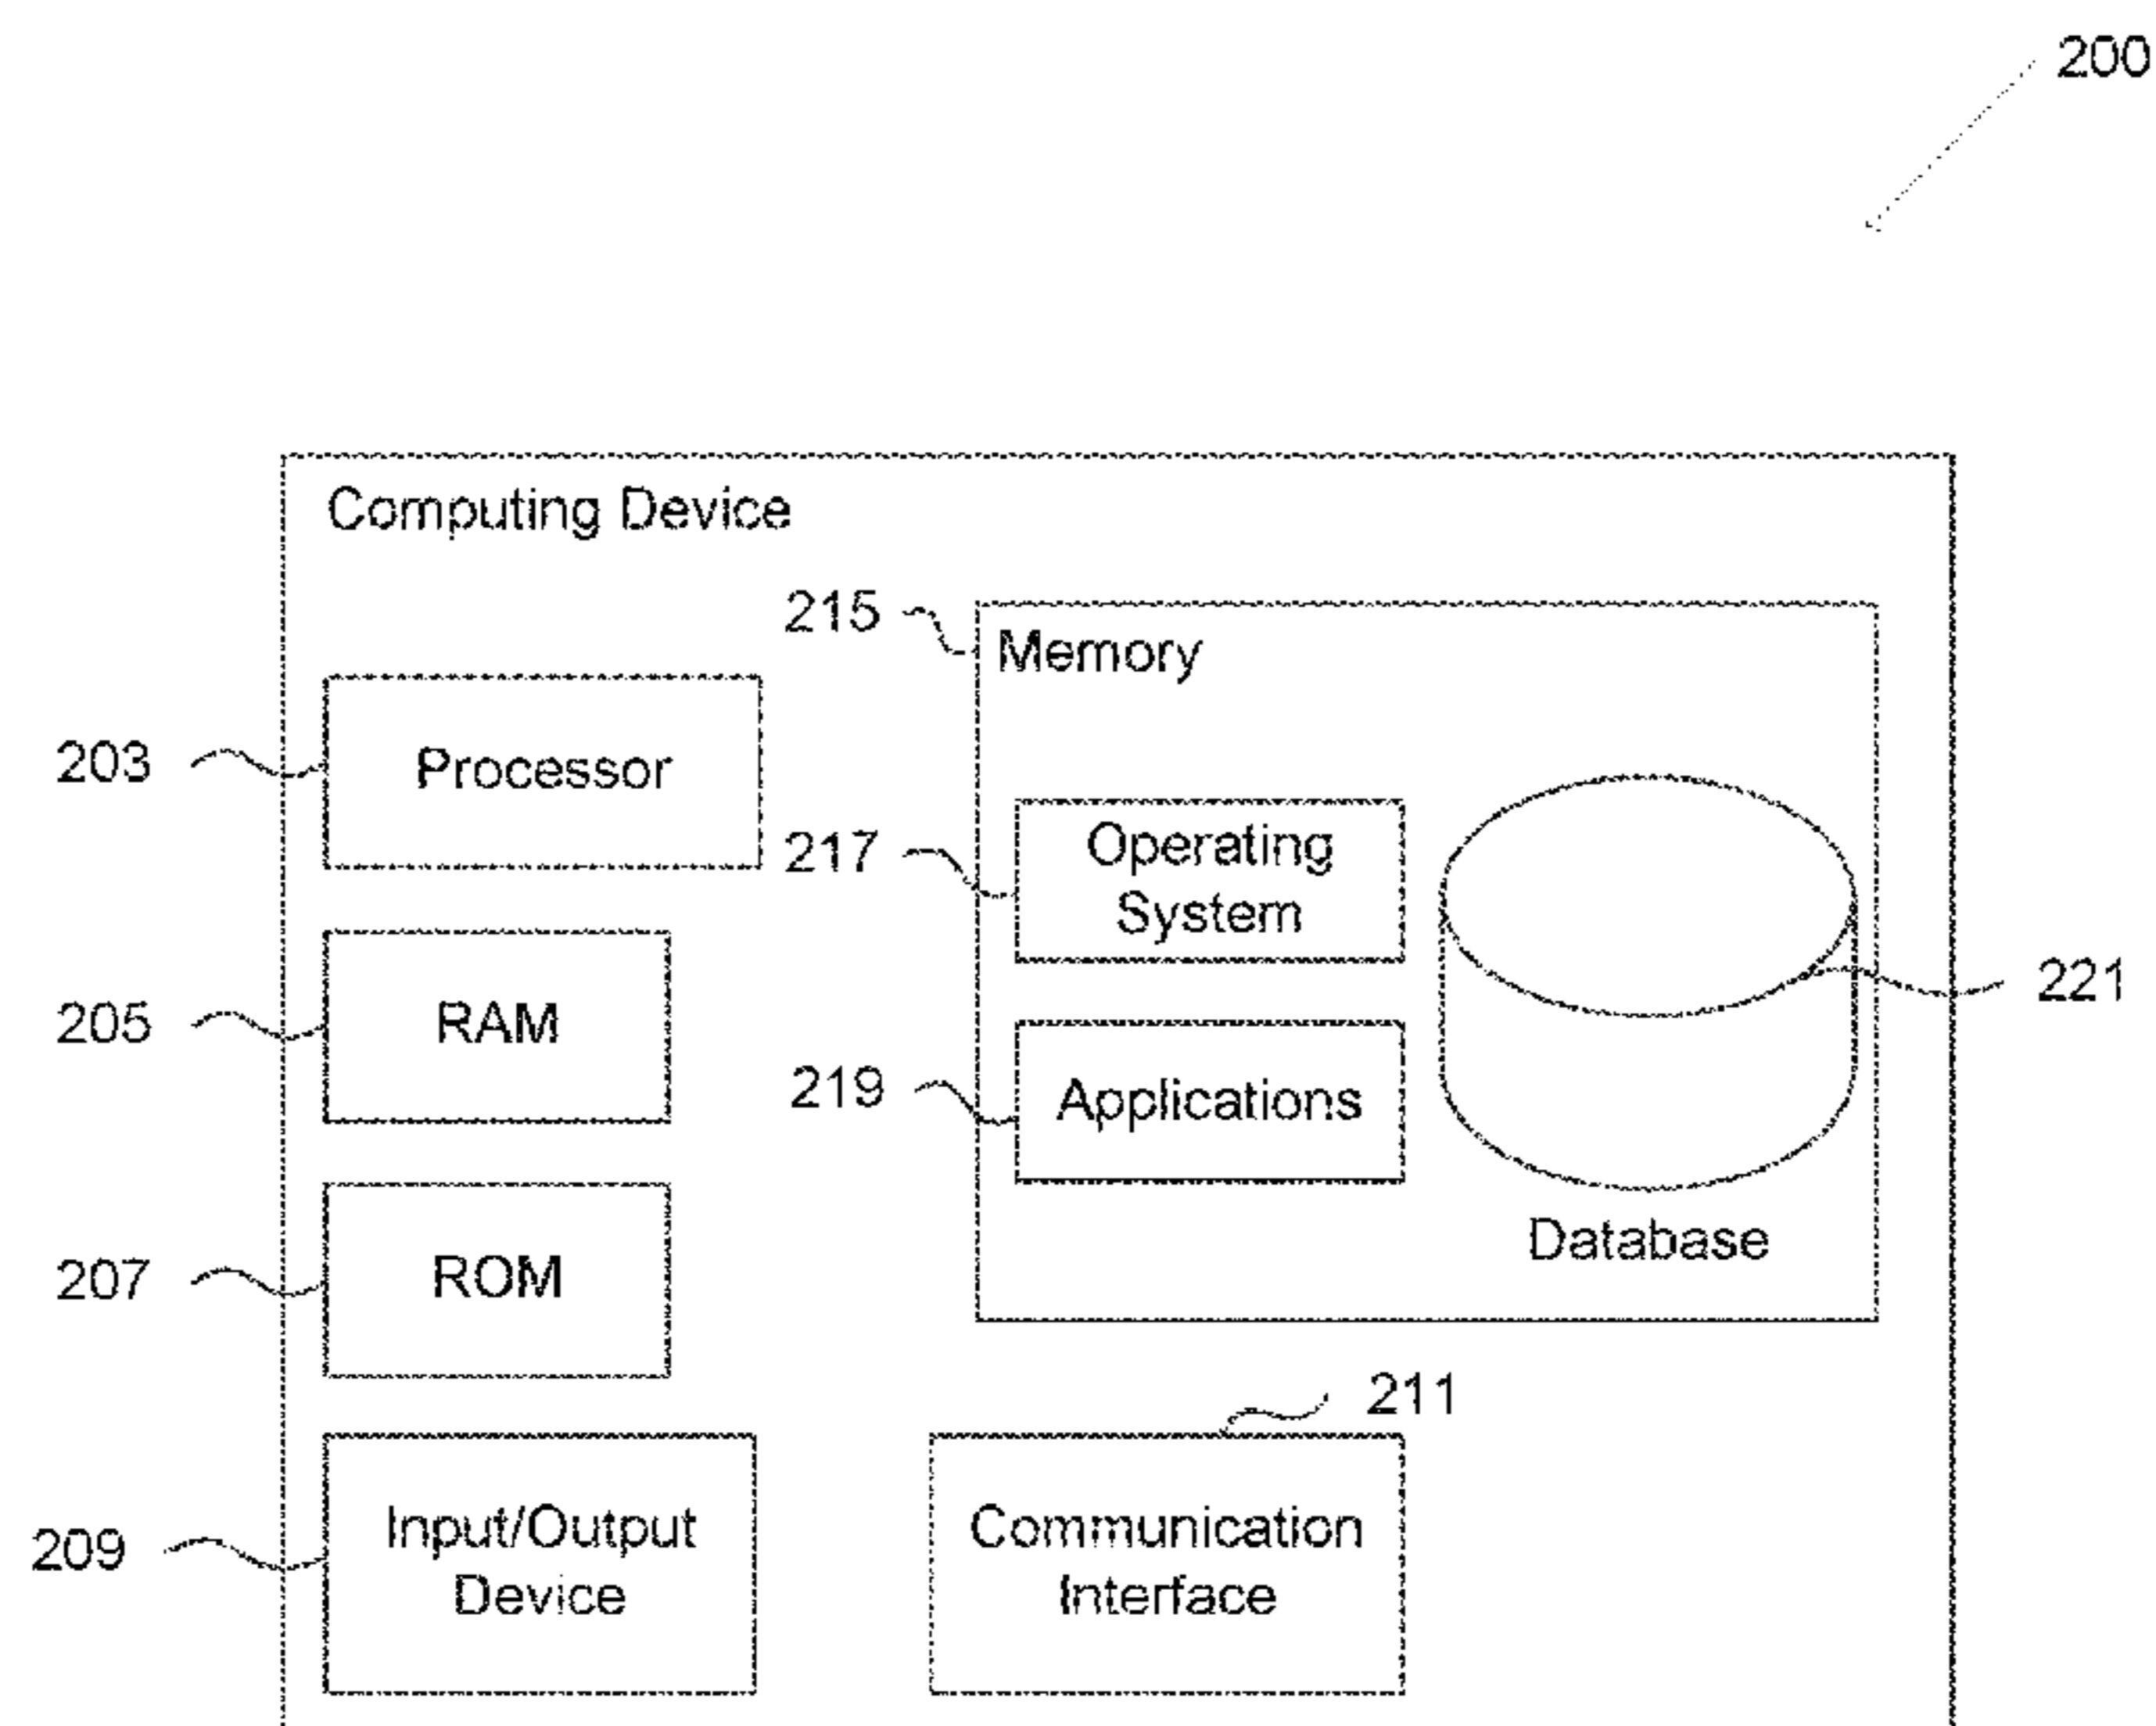 200
Computing Device
215
Memory
203
Processor
217
Operating
System
205
RAM
221
219
Applications
207
ROM
Database
211
209
Input/Output
Device
Communication
Interface